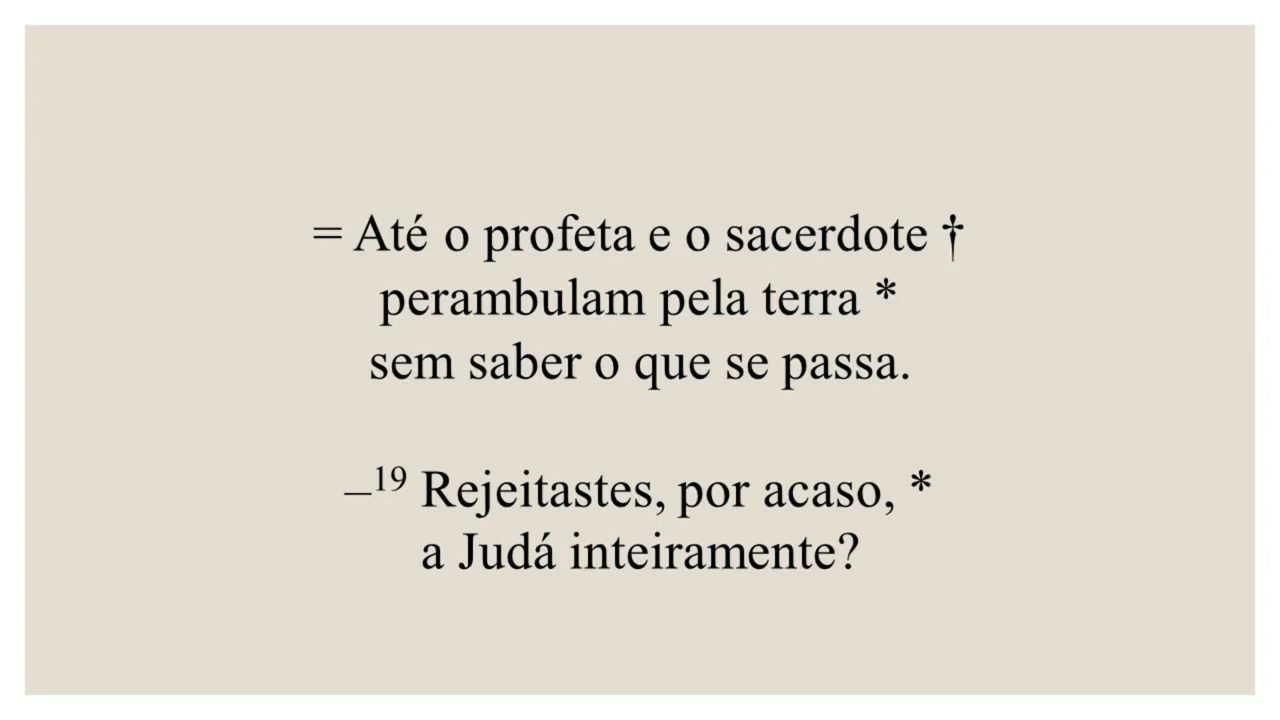 = Até o profeta e o sacerdote †
perambulam pela terra *
sem saber o que se passa.
–¹⁹ Rejeitastes, por acaso, *
a Judá inteiramente?